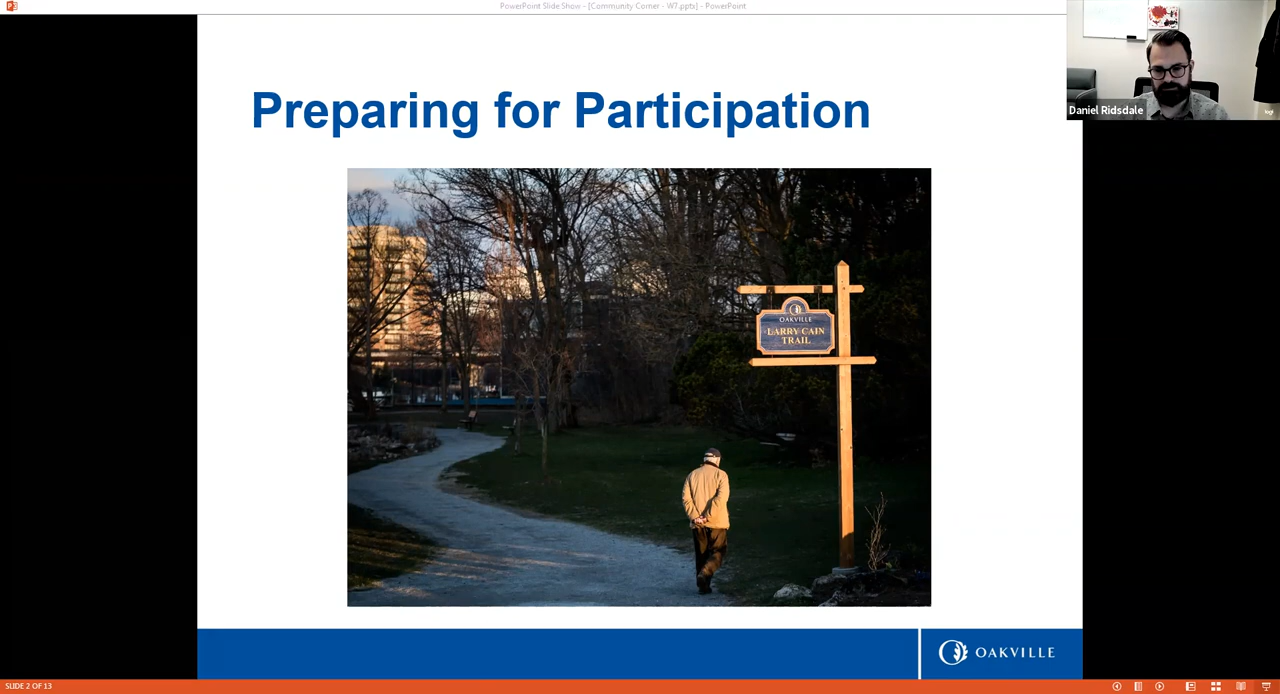 PowerPoint Slide Show - [Community Corner - W7.pptx] - PowerPoint
Daniel Ridsdale
Preparing for Participation
OAKVILLE
LARRY CAIN
TRAIL
OAKVILLE
SLIDE 2 OF 13